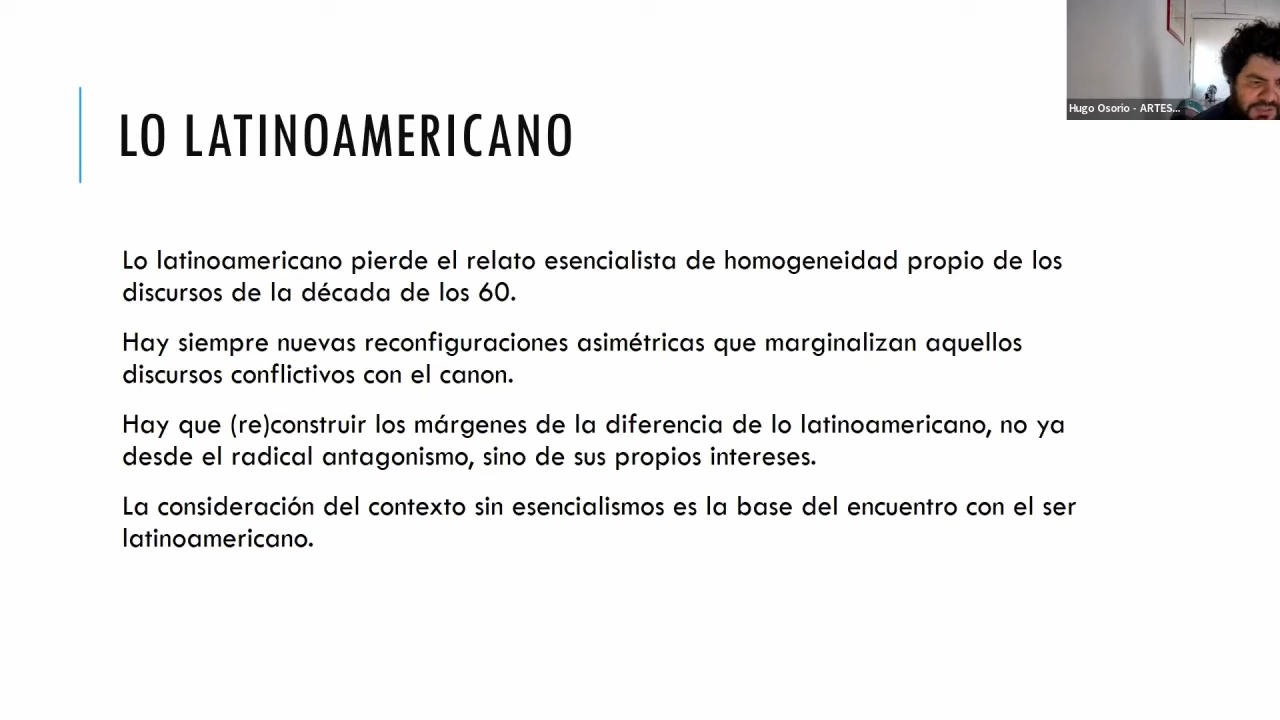 LO LATINOAMERICANO
Hugo Osorio - ARTES...
Lo latinoamericano pierde el relato esencialista de homogeneidad propio de los
discursos de la década de los 60.
Hay siempre nuevas reconfiguraciones asimétricas que marginalizan aquellos
discursos conflictivos con el canon.
Hay que (re)construir los márgenes de la diferencia de lo latinoamericano, no ya
desde el radical antagonismo, sino de sus propios intereses.
La consideración del contexto sin esencialismos es la base del encuentro con el ser
latinoamericano.